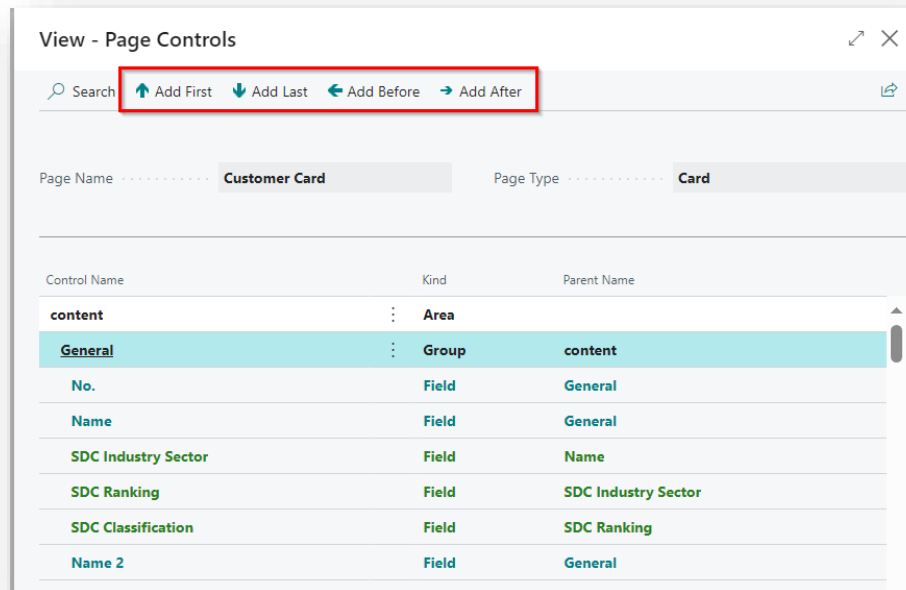 View - Page Controls
Search Add First Add Last Add Before Add After
Page Name Customer Card Page Type Card
Control Name Kind Parent Name
content Area
General Group content
No. Field General
Name Field General
SDC Industry Sector Field Name
SDC Ranking Field SDC Industry Sector
SDC Classification Field SDC Ranking
Name 2 Field General